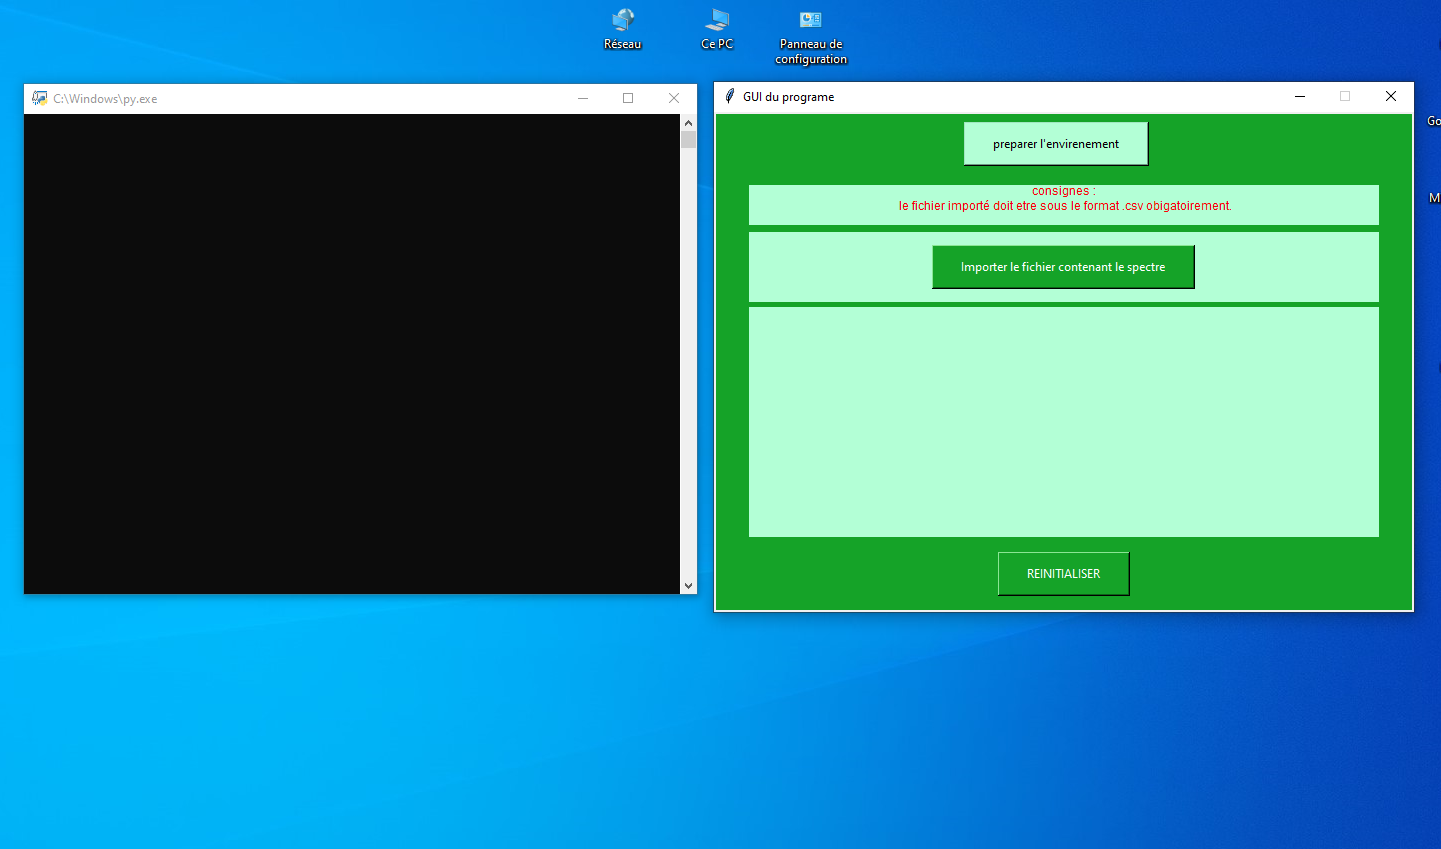 Réseau
Ce PC
Panneau de
configuration
C:\Windows\py.exe
GUI du programe
Go
preparer l'envirenement
consignes :
le fichier importé doit etre sous le format .csv obigatoirement.
M
Importer le fichier contenant le spectre
REINITIALISER